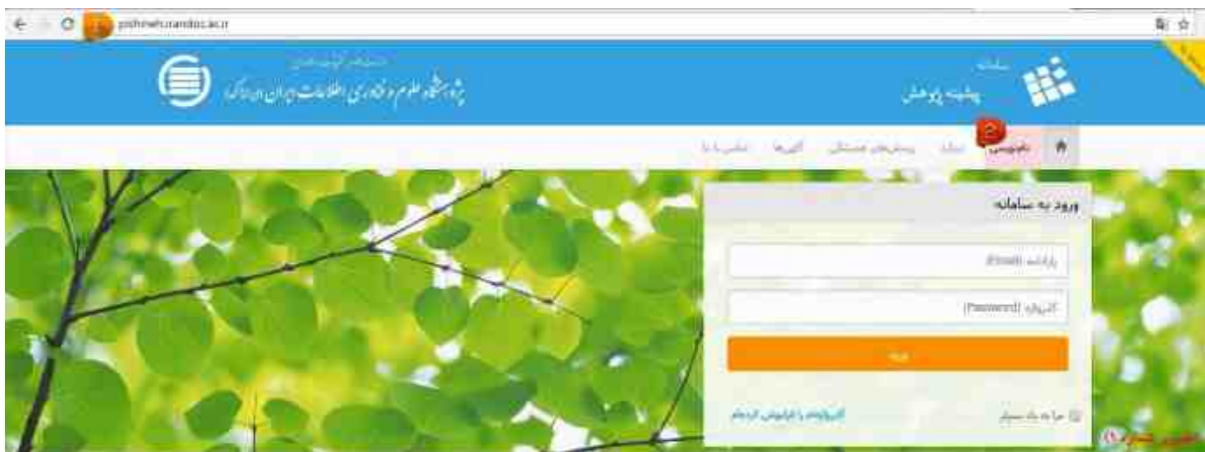 pishineh.irandoc.ac.ir
سامانه
پیشینه پژوهش
پژوهشگاه علوم و فناوری اطلاعات ایران (ایرانداک)
نام‌نویسی درباره پرسش‌های همیشگی آگهی‌ها تماس با ما
ورود به سامانه
رایانامه (Email)
گذرواژه (Password)
ورود
مرا به یاد بسپار
گذرواژه‌ام را فراموش کرده‌ام
تصویر شماره ۱)